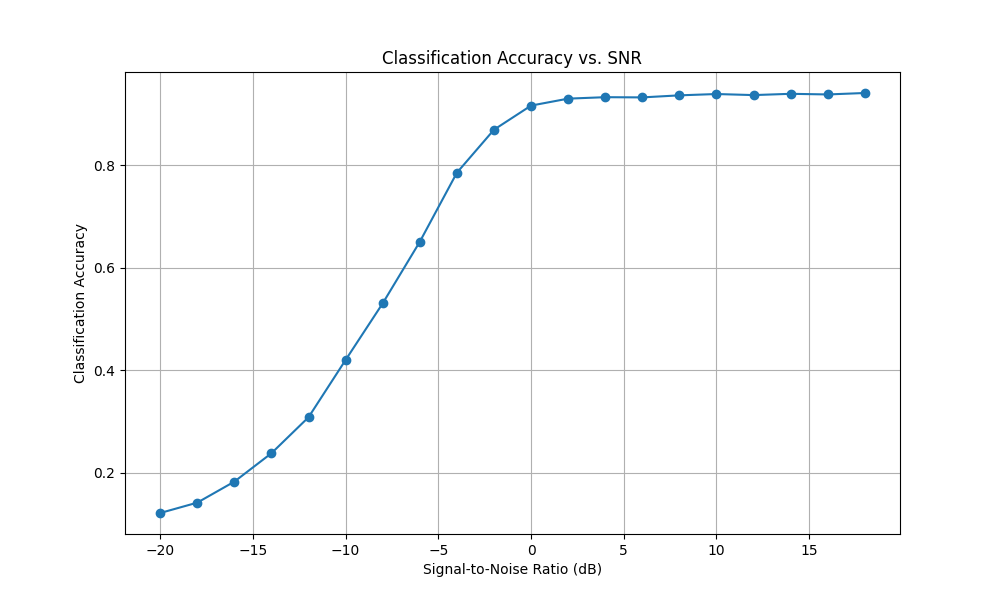 Classification Accuracy vs. SNR
0.8
0.6
0.4
0.2
Classification Accuracy
−20 −15 −10 −5 0 5 10 15
Signal-to-Noise Ratio (dB)